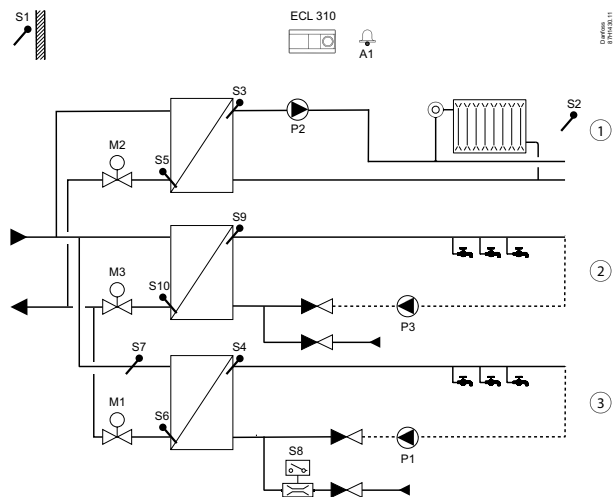 S1
ECL 310
A1
Danfoss
87H1430.11
S3
P2
S2
1
M2
S5
S9
M3
S10
2
P3
S7
S4
M1
S6
3
P1
S8